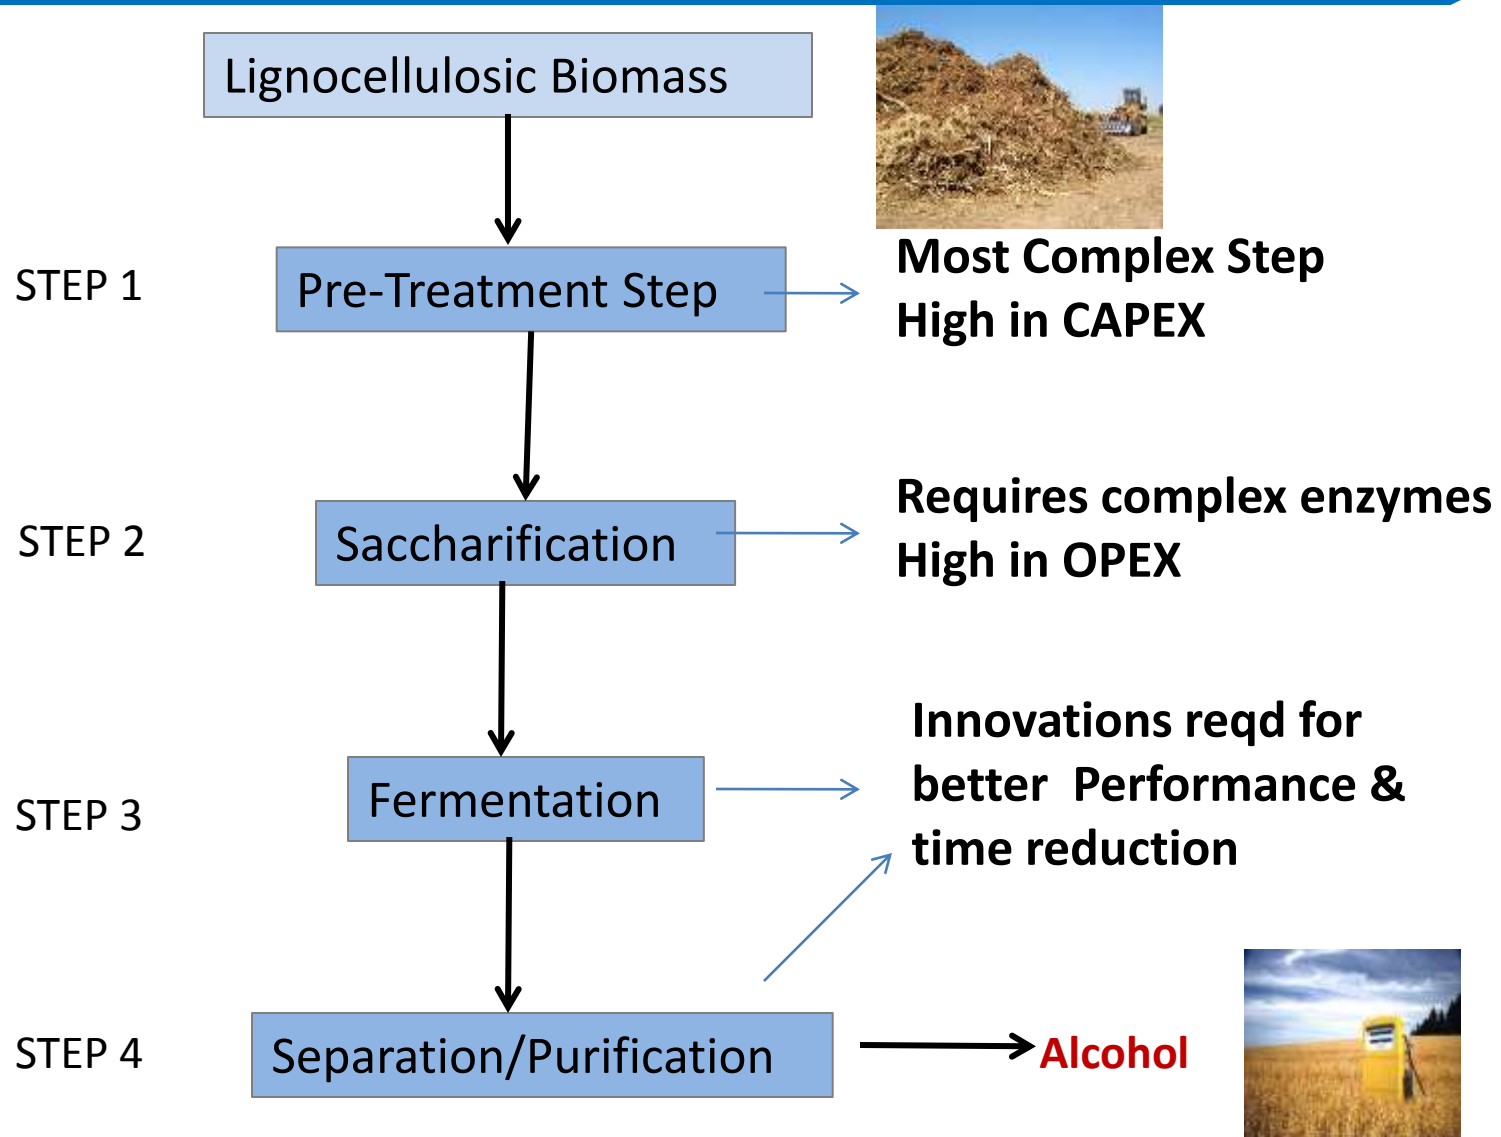 Lignocellulosic Biomass
STEP 1
Pre-Treatment Step
Most Complex Step
High in CAPEX
STEP 2
Saccharification
Requires complex enzymes
High in OPEX
STEP 3
Fermentation
Innovations reqd for
better  Performance &
time reduction
STEP 4
Separation/Purification
Alcohol